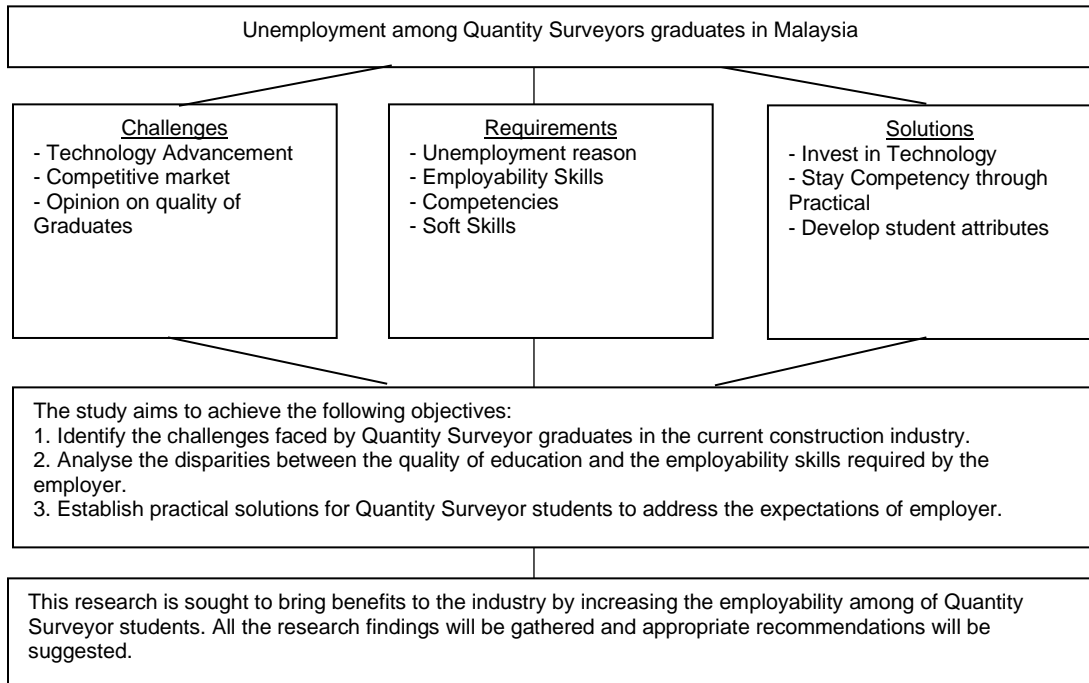 Unemployment among Quantity Surveyors graduates in Malaysia
Challenges
- Technology Advancement
- Competitive market
- Opinion on quality of
Graduates
Requirements
- Unemployment reason
- Employability Skills
- Competencies
- Soft Skills
Solutions
- Invest in Technology
- Stay Competency through
Practical
- Develop student attributes
The study aims to achieve the following objectives:
1. Identify the challenges faced by Quantity Surveyor graduates in the current construction industry.
2. Analyse the disparities between the quality of education and the employability skills required by the
employer.
3. Establish practical solutions for Quantity Surveyor students to address the expectations of employer.
This research is sought to bring benefits to the industry by increasing the employability among of Quantity
Surveyor students. All the research findings will be gathered and appropriate recommendations will be
suggested.